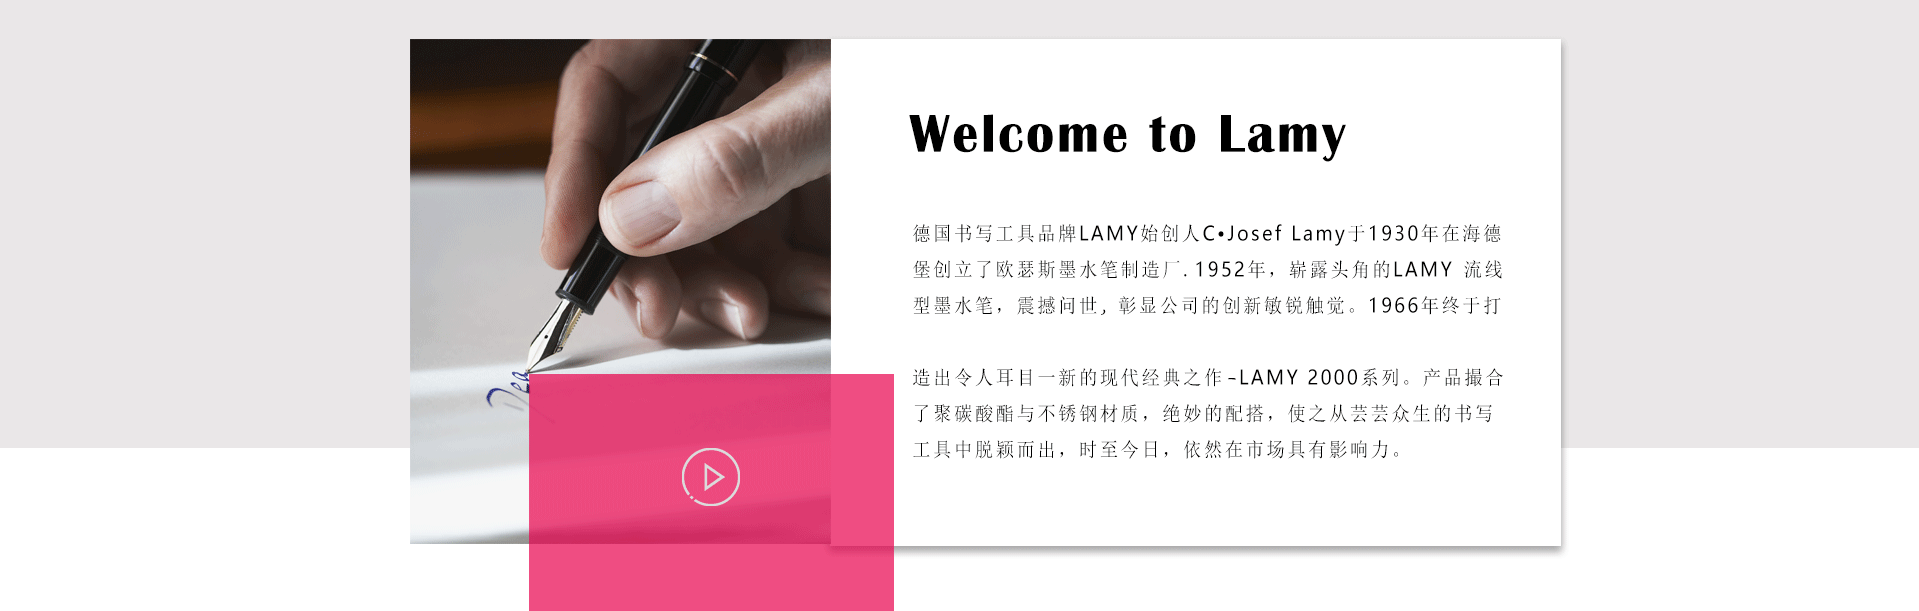 Welcome to Lamy
德国书写工具品牌LAMY始创人C•Josef Lamy于1930年在海德
堡创立了欧瑟斯墨水笔制造厂. 1952年，崭露头角的LAMY 流线
型墨水笔，震撼问世, 彰显公司的创新敏锐触觉。1966年终于打
造出令人耳目一新的现代经典之作 –LAMY 2000系列。产品撮合
了聚碳酸酯与不锈钢材质，绝妙的配搭，使之从芸芸众生的书写
工具中脱颖而出，时至今日，依然在市场具有影响力。
Dea